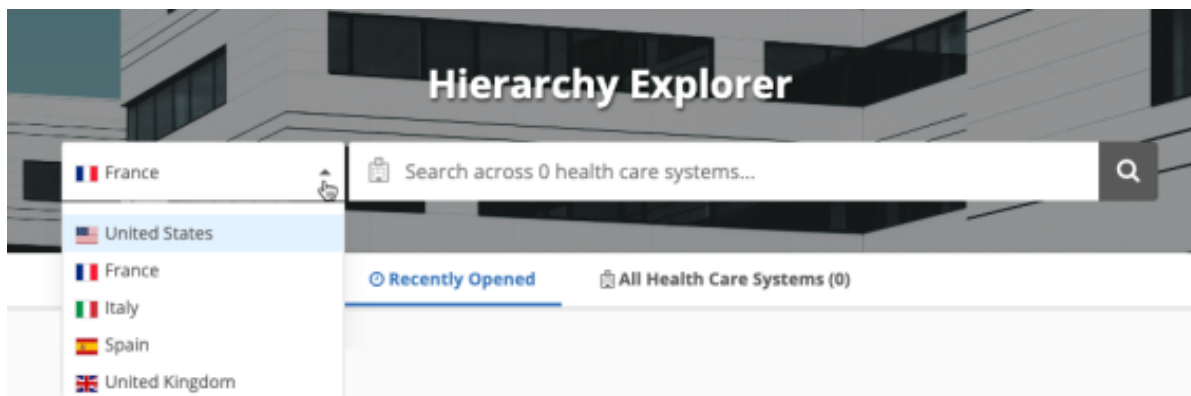 Hierarchy Explorer
France
Search across 0 health care systems...
United States
France
Italy
Spain
United Kingdom
Recently Opened
All Health Care Systems (0)